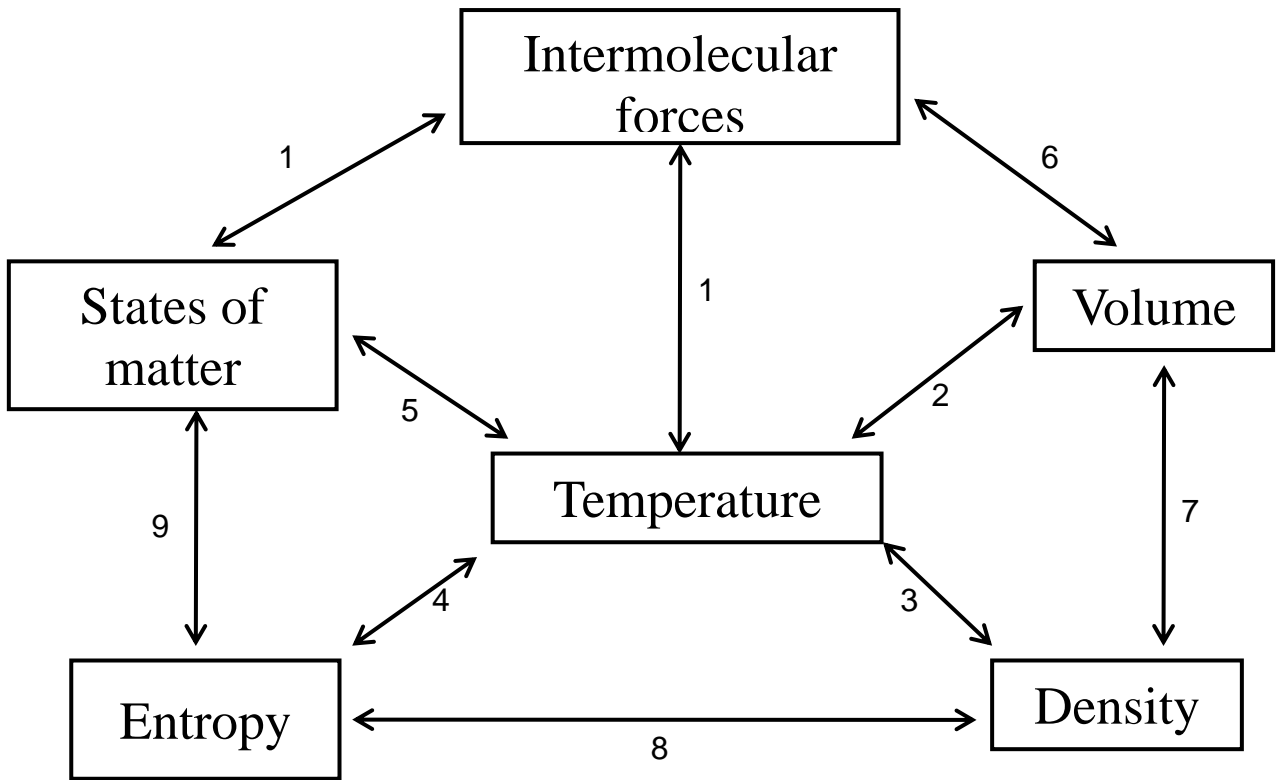 Intermolecular
forces
1
6
States of
matter
1
Volume
5
2
Temperature
9
7
4
3
Entropy
Density
8